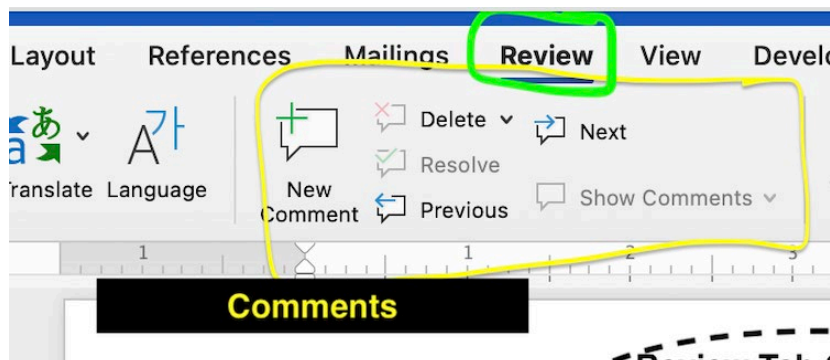 Layout References Mailings Review View
Delete Next
Resolve
Translate Language New Comment Previous Show Comments
1 1 2 3
Comments